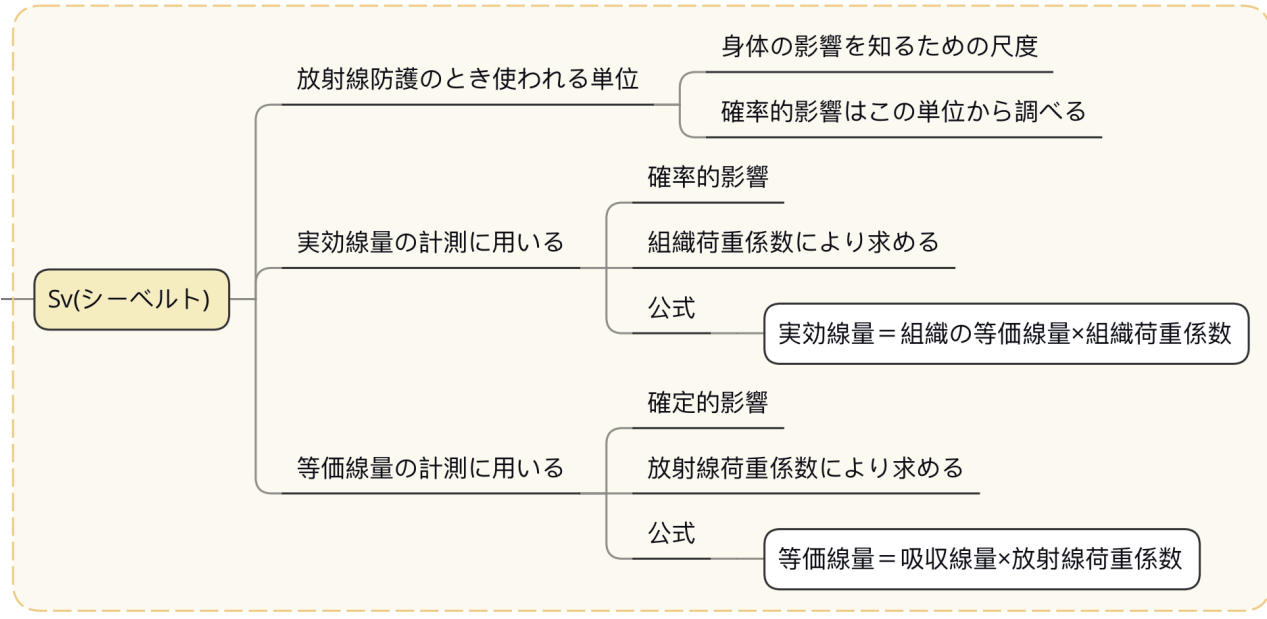 Sv(シーベルト)
放射線防護のとき使われる単位
身体の影響を知るための尺度
確率的影響はこの単位から調べる
実効線量の計測に用いる
確率的影響
組織荷重係数により求める
公式
実効線量＝組織の等価線量×組織荷重係数
等価線量の計測に用いる
確定的影響
放射線荷重係数により求める
公式
等価線量＝吸収線量×放射線荷重係数